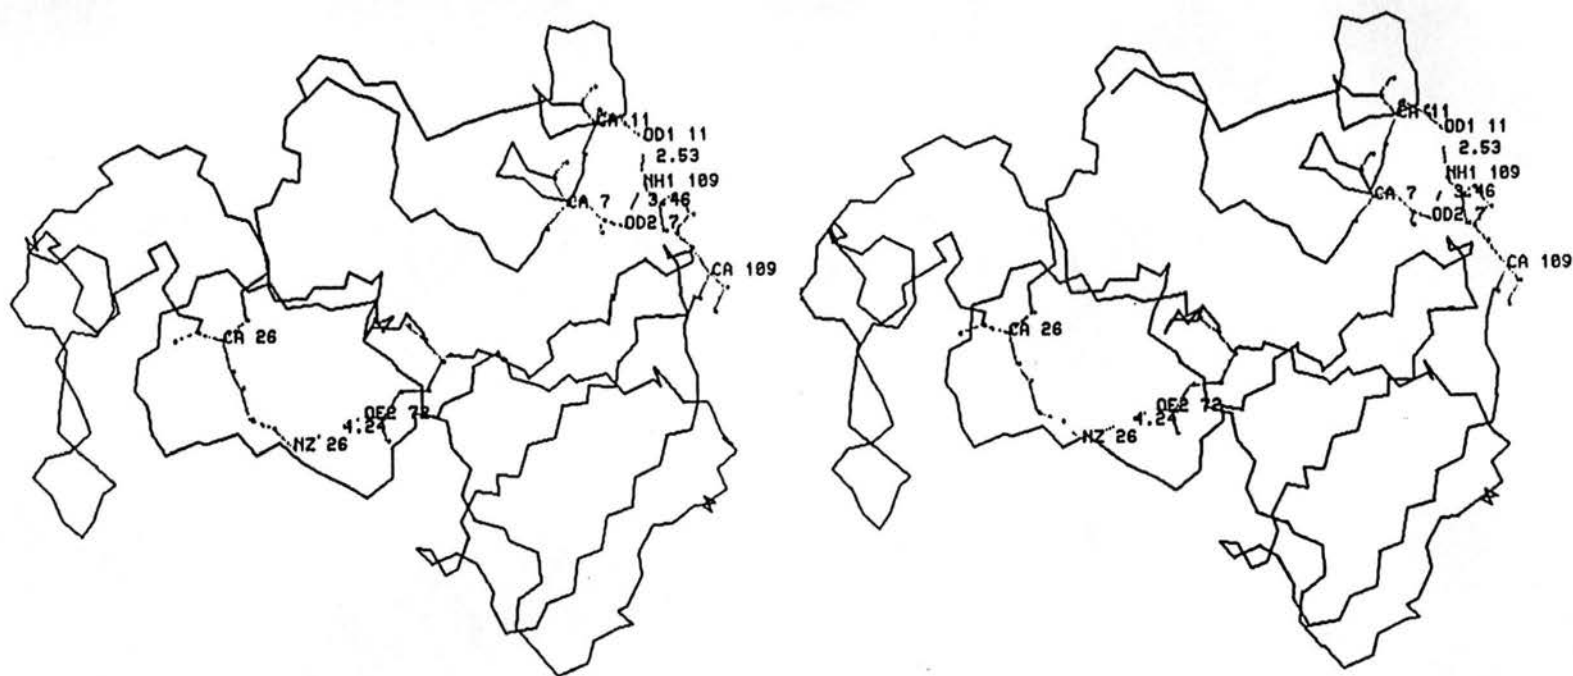 CA 11
OD1 11
2.53
NH1 109
3.46
CA 7
OD2 7
CA 109
CA 26
OE2 72
4.24
NZ 26
CA 11
OD1 11
2.53
NH1 109
3.46
CA 7
OD2 7
CA 109
CA 26
OE2 72
4.24
NZ 26